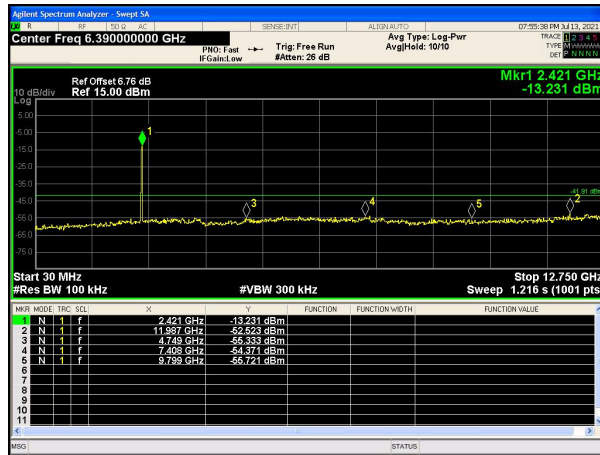 Agilent Spectrum Analyzer - Swept SA
R RF 50 Ω AC SENSE:INT ALIGN AUTO 07:55:38 PM Jul 13, 2021
Center Freq 6.390000000 GHz
PNO: Fast
IFGain:Low
Trig: Free Run
#Atten: 26 dB
Avg Type: Log-Pwr
Avg|Hold: 10/10
TRACE 1 2 3 4 5
TYPE M
DET P N N N N
Mkr1 2.421 GHz
-13.231 dBm
Ref Offset 6.76 dB
10 dB/div Ref 15.00 dBm
Log
5.00
-5.00
-15.0
-25.0
-35.0
-45.0
-55.0
-65.0
-75.0
1
2
3
4
5
-41.91 dBm
Start 30 MHz Stop 12.750 GHz
#Res BW 100 kHz #VBW 300 kHz Sweep 1.216 s (1001 pts
MKR MODE TRC SCL X Y FUNCTION FUNCTION WIDTH FUNCTION VALUE
1 N 1 f 2.421 GHz -13.231 dBm
2 N 1 f 11.987 GHz -52.523 dBm
3 N 1 f 4.749 GHz -55.333 dBm
4 N 1 f 7.408 GHz -54.371 dBm
5 N 1 f 9.799 GHz -55.721 dBm
6
7
8
9
10
11
MSG STATUS